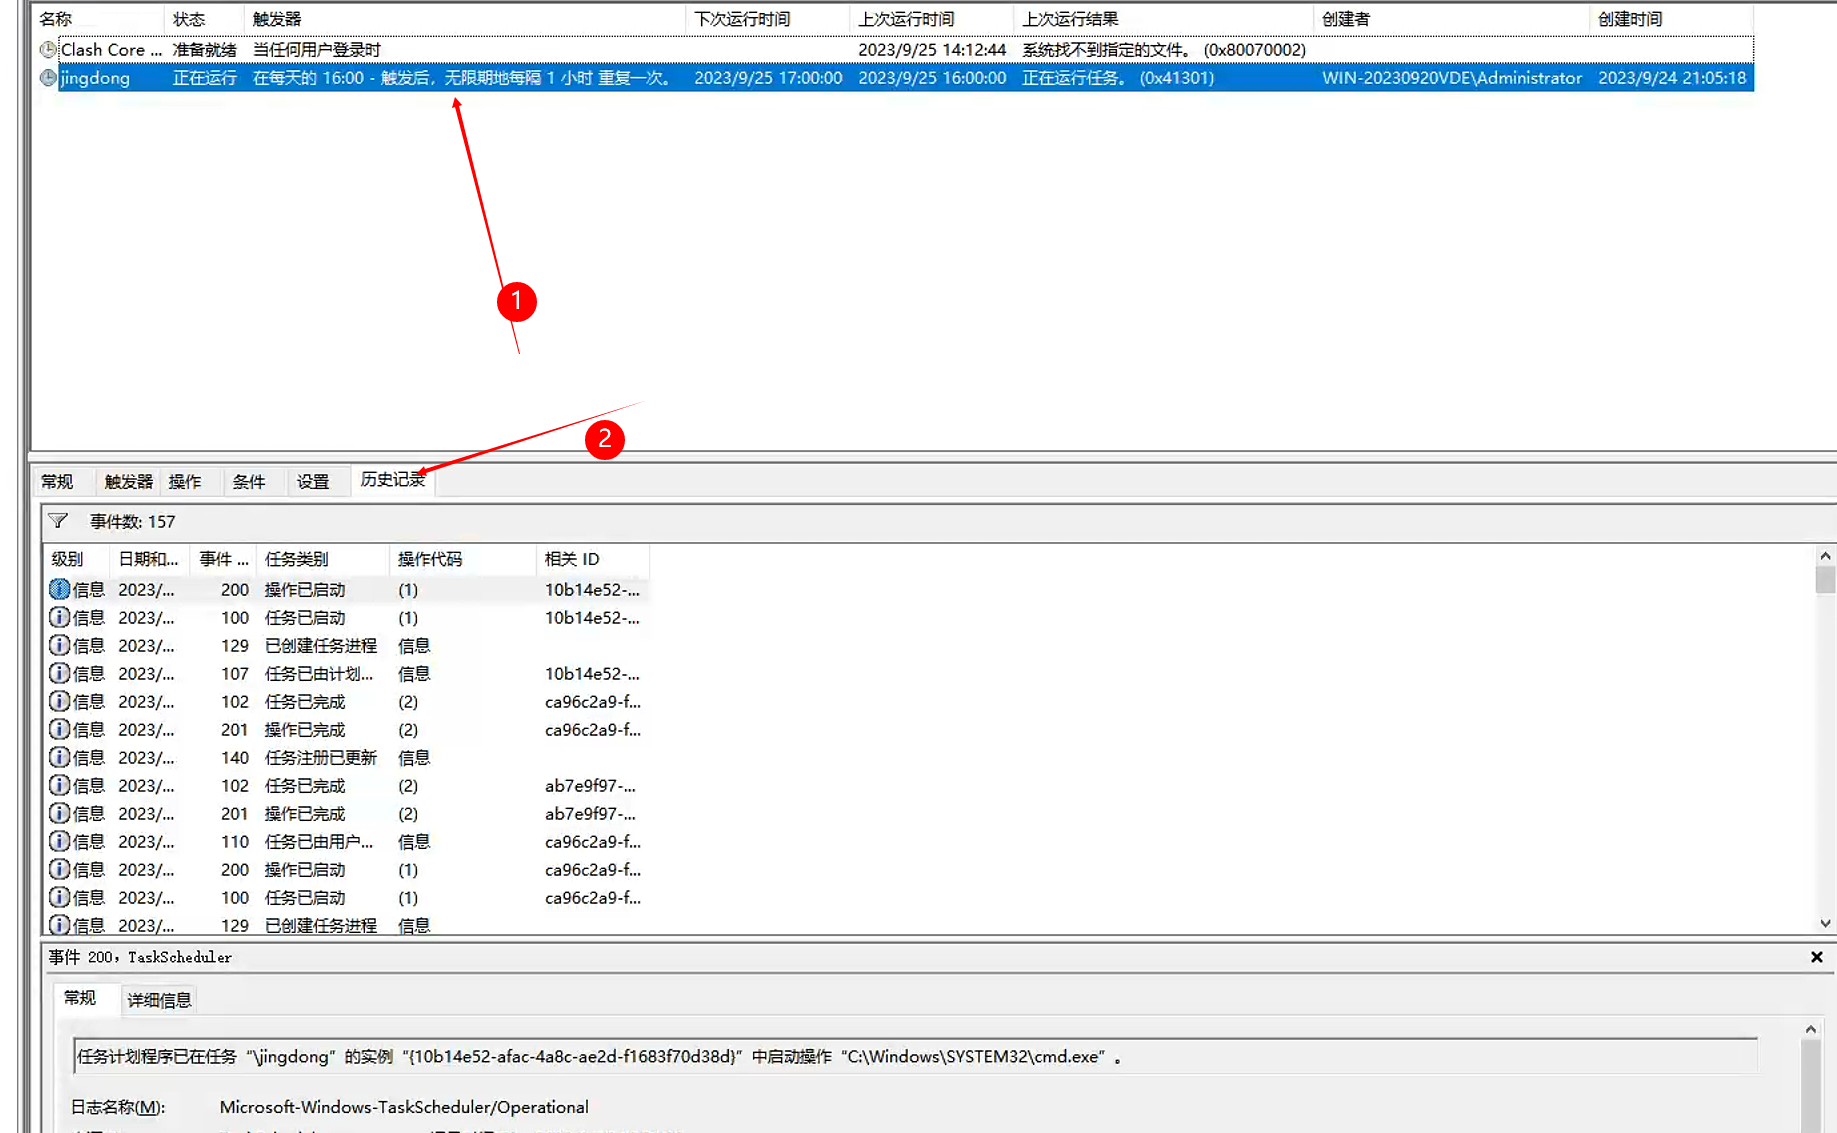 名称 状态 触发器 下次运行时间 上次运行时间 上次运行结果 创建者 创建时间
Clash Core ... 准备就绪 当任何用户登录时 2023/9/25 14:12:44 系统找不到指定的文件。 (0x80070002)
jingdong 正在运行 在每天的 16:00 - 触发后，无限期地每隔 1 小时 重复一次。 2023/9/25 17:00:00 2023/9/25 16:00:00 正在运行任务。 (0x41301) WIN-20230920VDE\Administrator 2023/9/24 21:05:18
1
2
常规 触发器 操作 条件 设置 历史记录
事件数: 157
级别 日期和... 事件 ... 任务类别 操作代码 相关 ID
信息 2023/... 200 操作已启动 (1) 10b14e52-...
信息 2023/... 100 任务已启动 (1) 10b14e52-...
信息 2023/... 129 已创建任务进程 信息
信息 2023/... 107 任务已由计划... 信息 10b14e52-...
信息 2023/... 102 任务已完成 (2) ca96c2a9-f...
信息 2023/... 201 操作已完成 (2) ca96c2a9-f...
信息 2023/... 140 任务注册已更新 信息
信息 2023/... 102 任务已完成 (2) ab7e9f97-...
信息 2023/... 201 操作已完成 (2) ab7e9f97-...
信息 2023/... 110 任务已由用户... 信息 ca96c2a9-f...
信息 2023/... 200 操作已启动 (1) ca96c2a9-f...
信息 2023/... 100 任务已启动 (1) ca96c2a9-f...
信息 2023/... 129 已创建任务进程 信息
事件 200，TaskScheduler
常规 详细信息
任务计划程序已在任务 “\jingdong” 的实例 “{10b14e52-afac-4a8c-ae2d-f1683f70d38d}” 中启动操作 “C:\Windows\SYSTEM32\cmd.exe” 。
日志名称(M): Microsoft-Windows-TaskScheduler/Operational